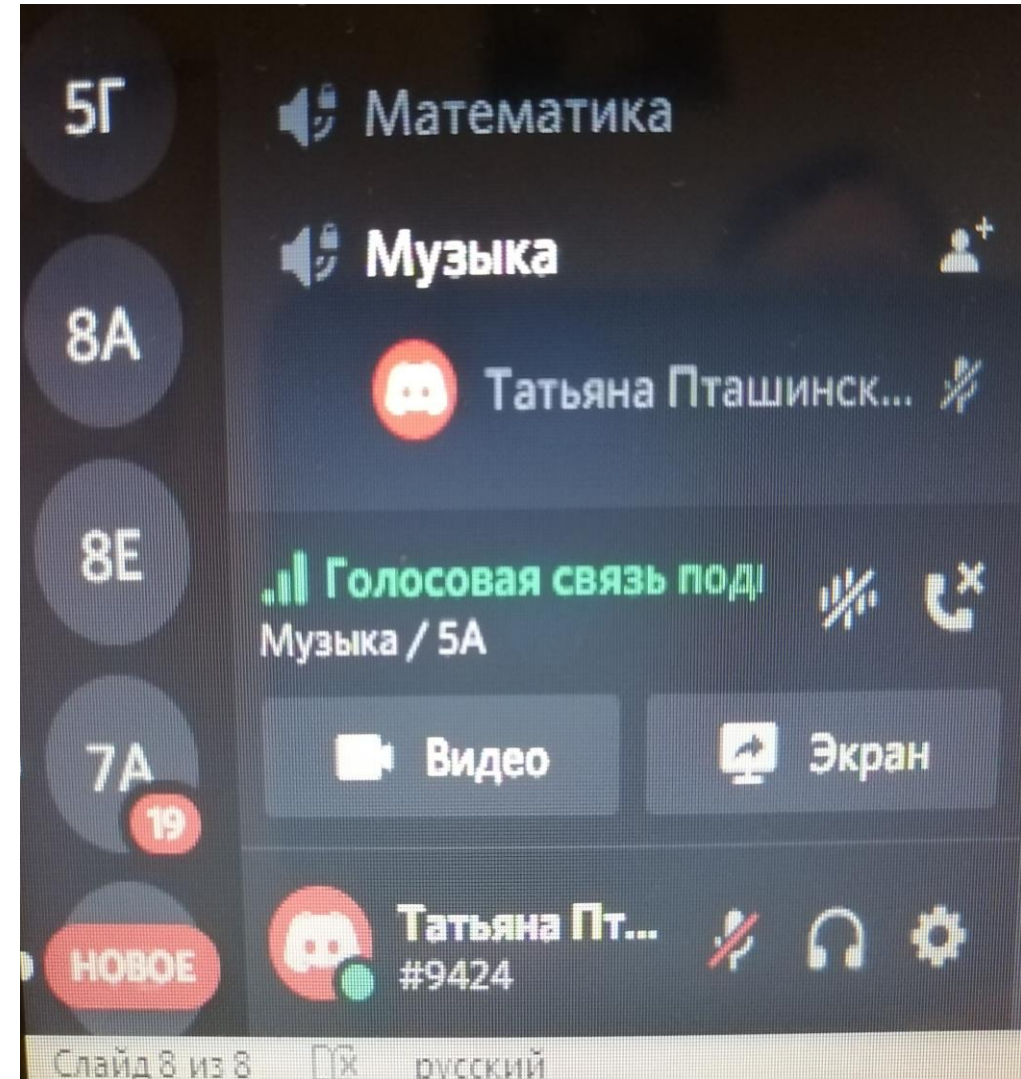 5Г
Математика
Музыка
8А
Татьяна Пташинск...
8Е
Голосовая связь под
Музыка / 5А
7А
19
Видео
Экран
НОВОЕ
Татьяна Пт...
#9424
Слайд 8 из 8
русский